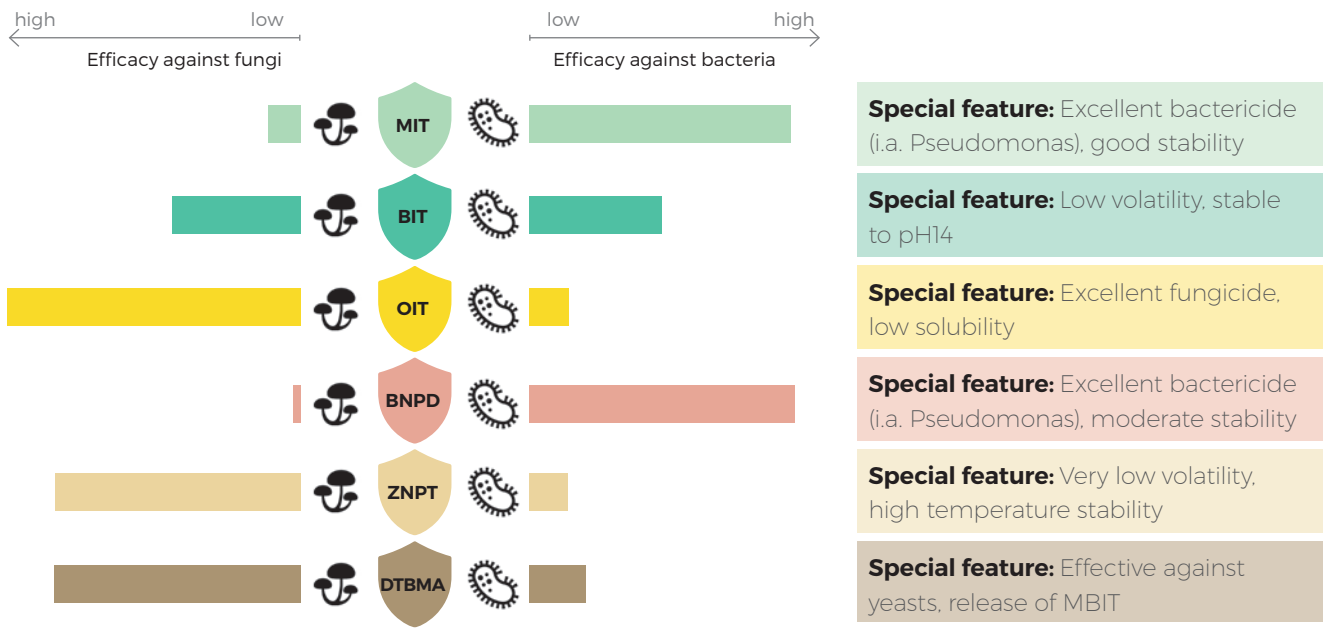 high low
low high
Efficacy against fungi
Efficacy against bacteria
MIT
Special feature: Excellent bactericide
(i.a. Pseudomonas), good stability
BIT
Special feature: Low volatility, stable
to pH14
OIT
Special feature: Excellent fungicide,
low solubility
BNPD
Special feature: Excellent bactericide
(i.a. Pseudomonas), moderate stability
ZNPT
Special feature: Very low volatility,
high temperature stability
DTBMA
Special feature: Effective against
yeasts, release of MBIT